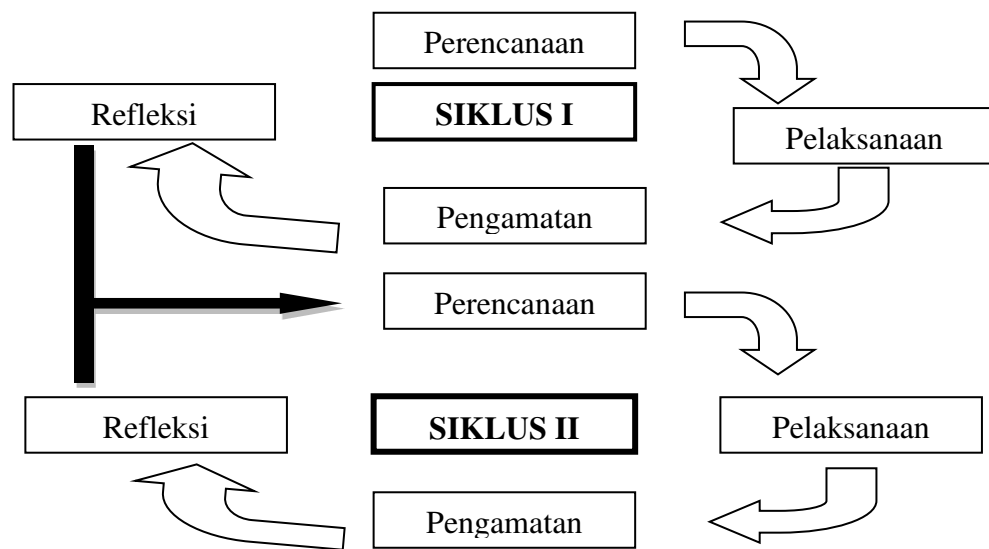 Perencanaan
Refleksi
SIKLUS I
Pelaksanaan
Pengamatan
Perencanaan
Refleksi
SIKLUS II
Pelaksanaan
Pengamatan